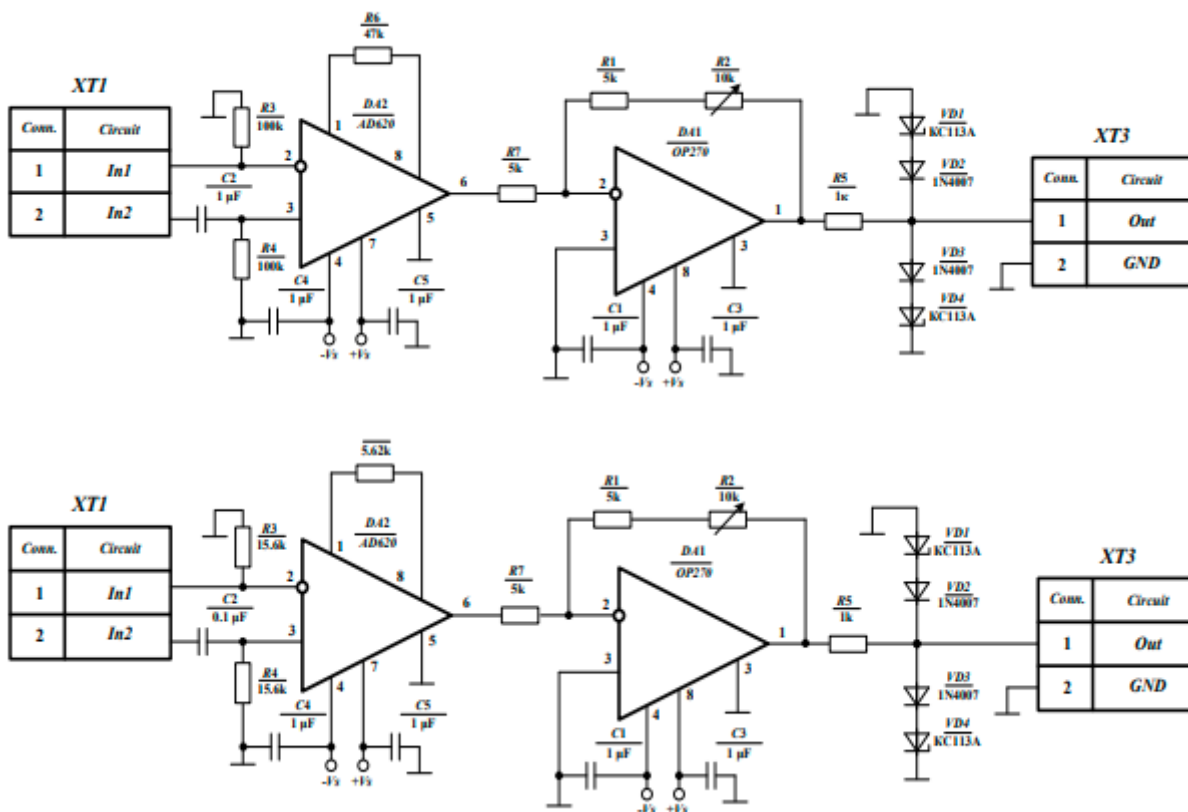 R6
47k
XT1
R1
5k
R2
10k
Conn. Circuit
1 In1
2 In2
R3
100k
DA2
AD620
1
8
2
3
6
5
7
4
C2
1 μF
R4
100k
C4
1 μF
C5
1 μF
-Vs +Vs
R7
5k
DA1
OP270
2
3
1
3
8
4
C1
1 μF
C3
1 μF
-Vs +Vs
R5
1к
VD1
КС113А
VD2
1N4007
VD3
1N4007
VD4
КС113А
XT3
Conn. Circuit
1 Out
2 GND
5.62k
XT1
R1
5k
R2
10k
Conn. Circuit
1 In1
2 In2
R3
15.6k
DA2
AD620
1
8
2
3
6
5
7
4
C2
0.1 μF
R4
15.6k
C4
1 μF
C5
1 μF
-Vs +Vs
R7
5k
DA1
OP270
2
3
1
3
8
4
C1
1 μF
C3
1 μF
-Vs +Vs
R5
1k
VD1
КС113А
VD2
1N4007
VD3
1N4007
VD4
КС113А
XT3
Conn. Circuit
1 Out
2 GND